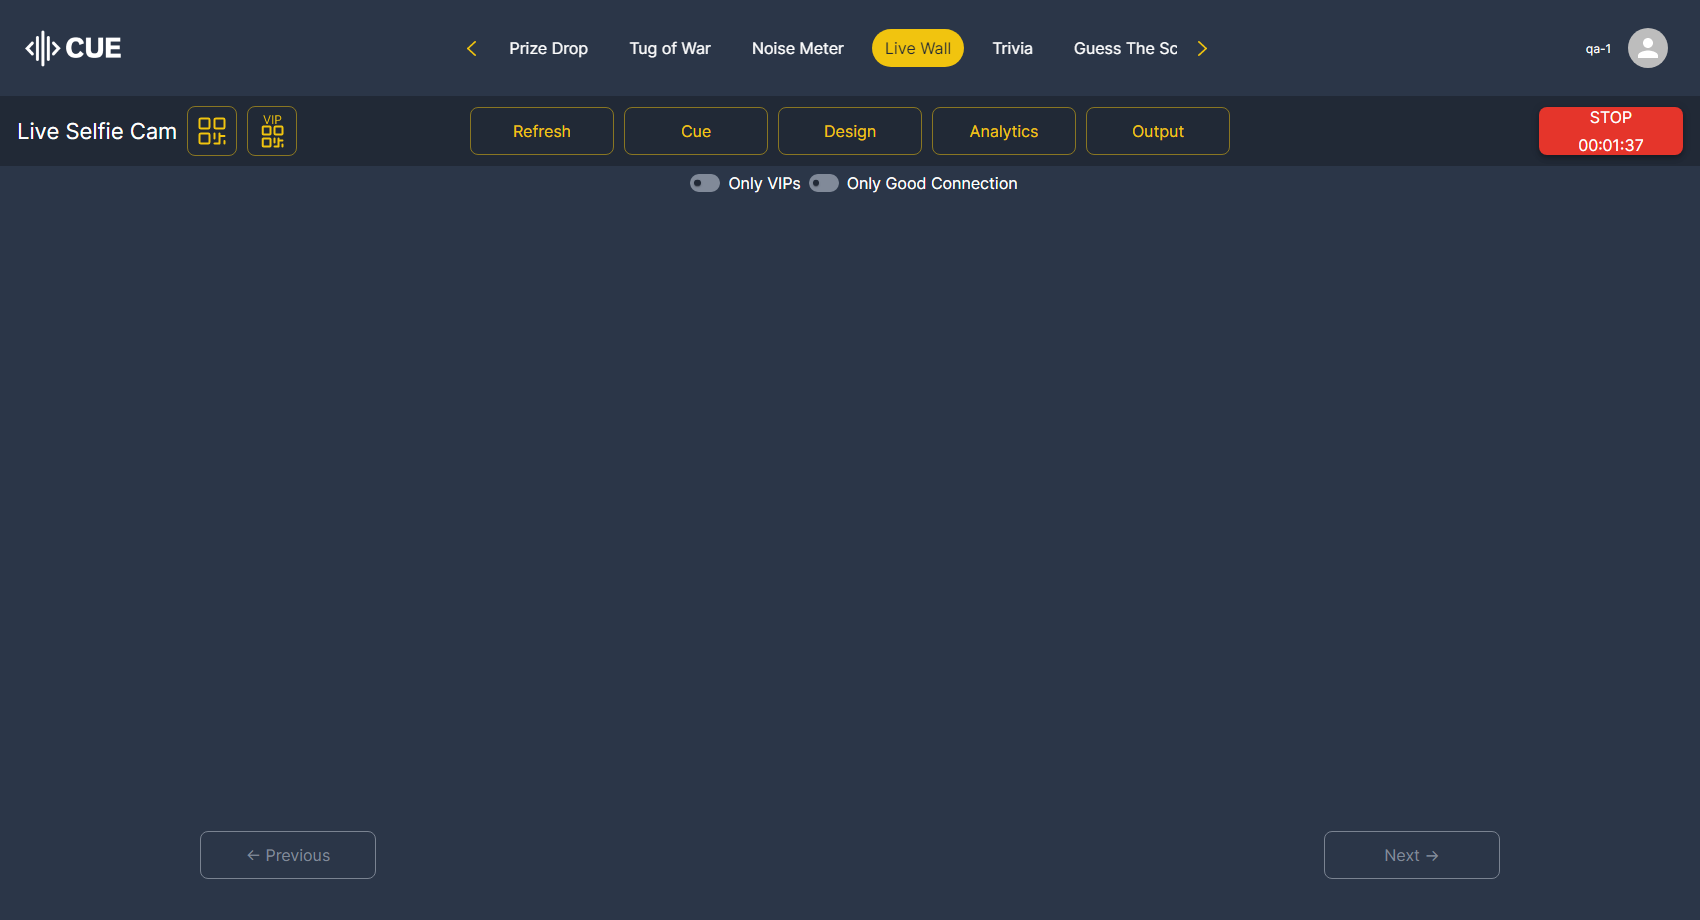 CUE
Prize Drop
Tug of War
Noise Meter
Live Wall
Trivia
Guess The Sc
qa-1
Live Selfie Cam
VIP
Refresh
Cue
Design
Analytics
Output
STOP
00:01:37
Only VIPs
Only Good Connection
← Previous
Next →